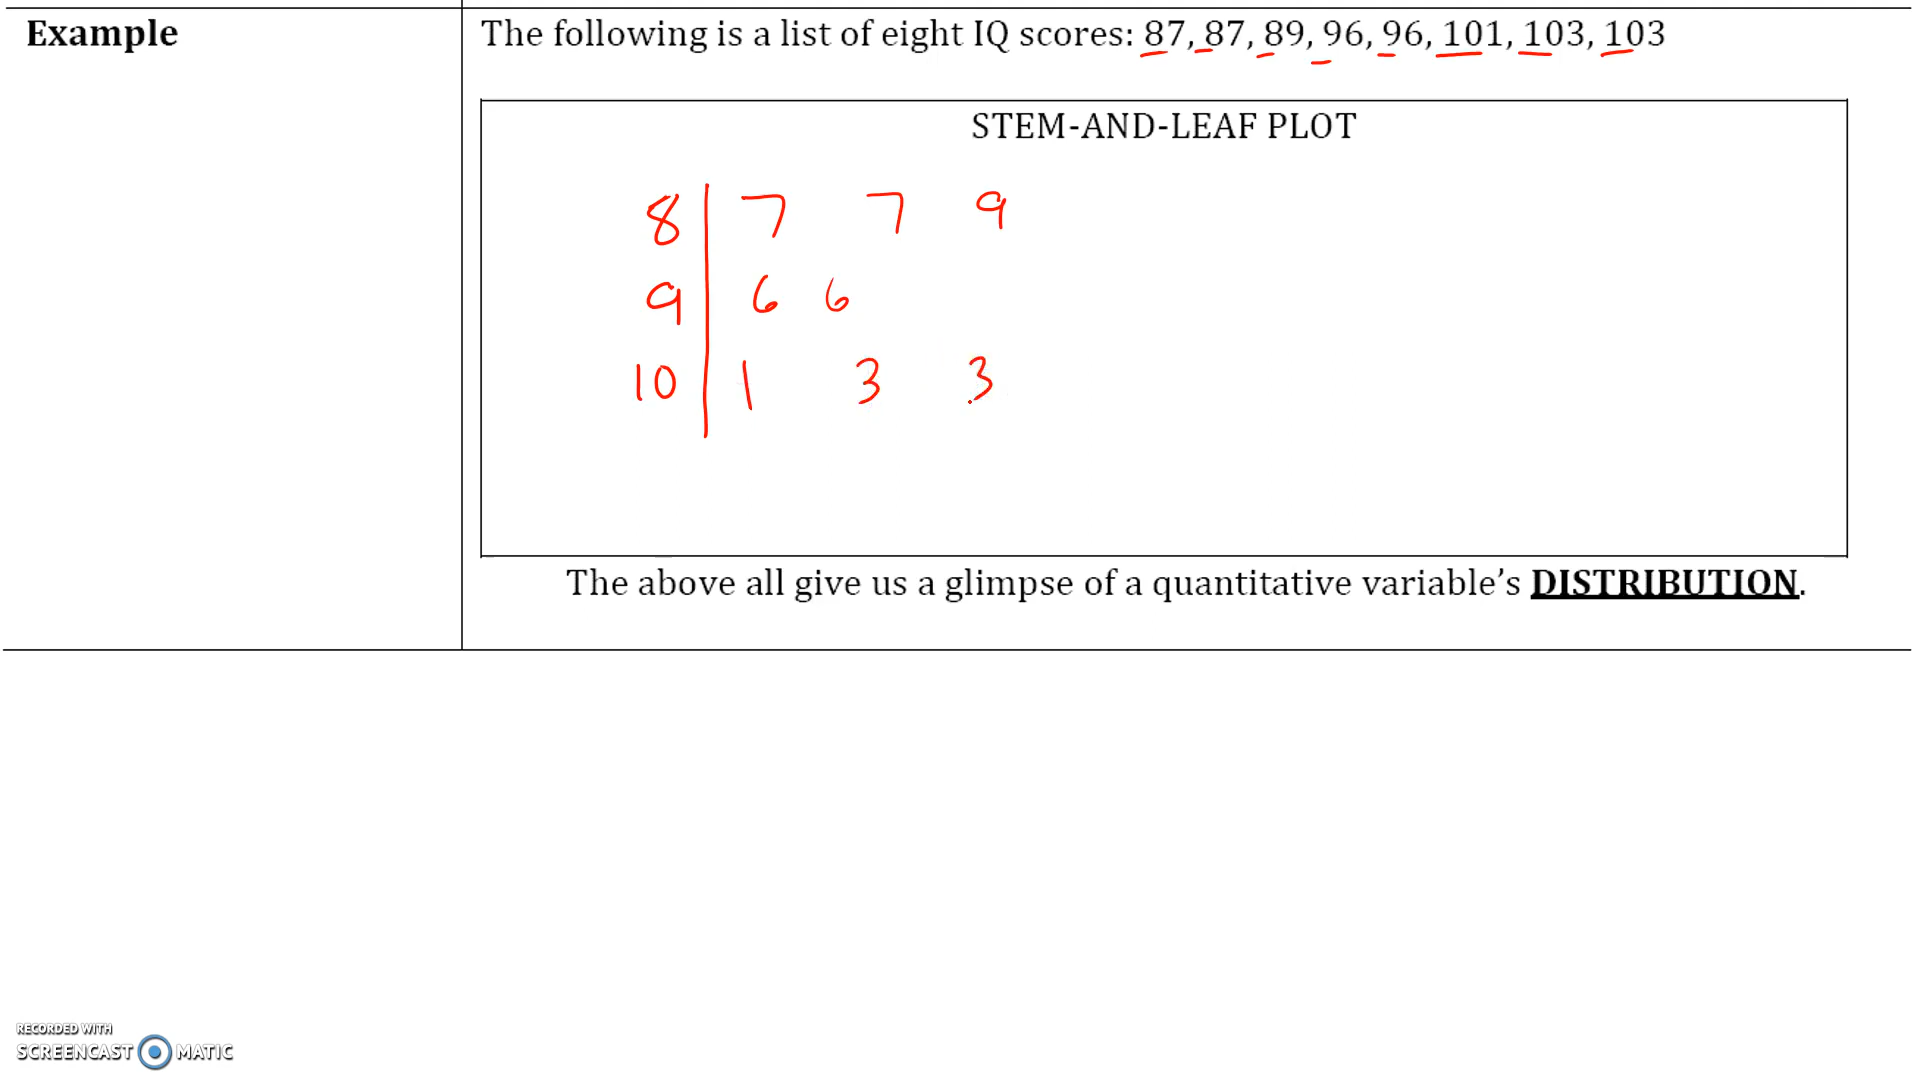 Example
The following is a list of eight IQ scores: 87, 87, 89, 96, 96, 101, 103, 103
STEM-AND-LEAF PLOT
8 | 7 7 9
9 | 6 6
10 | 1 3 3
The above all give us a glimpse of a quantitative variable's DISTRIBUTION.
RECORDED WITH
SCREENCAST MATIC